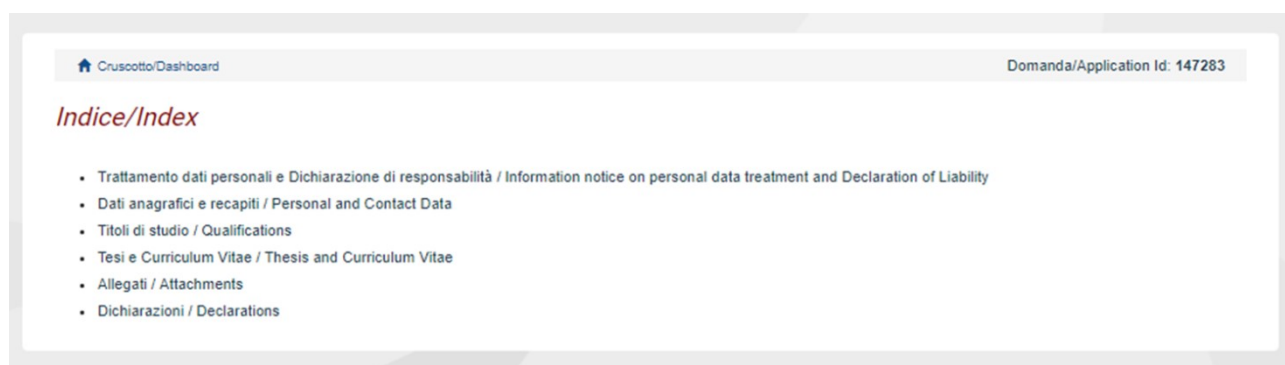 Cruscotto/Dashboard
Domanda/Application Id: 147283
Indice/Index
Trattamento dati personali e Dichiarazione di responsabilità / Information notice on personal data treatment and Declaration of Liability
Dati anagrafici e recapiti / Personal and Contact Data
Titoli di studio / Qualifications
Tesi e Curriculum Vitae / Thesis and Curriculum Vitae
Allegati / Attachments
Dichiarazioni / Declarations